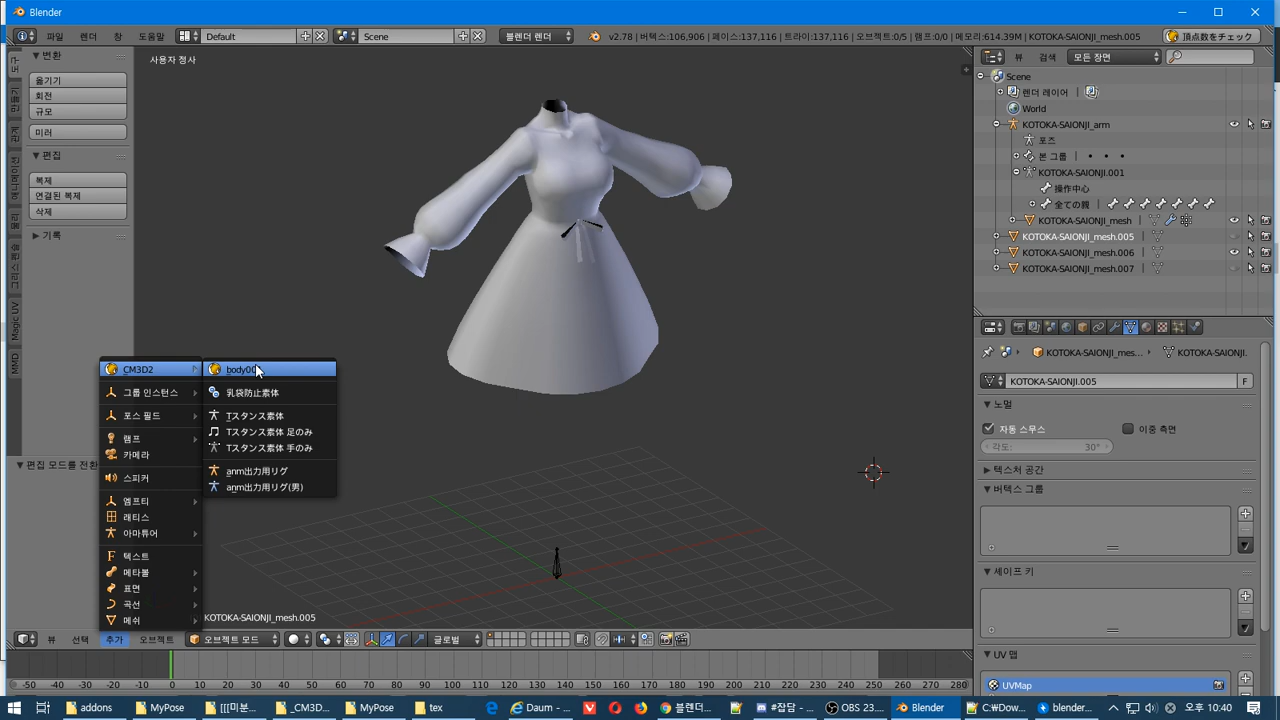 Blender
파일 렌더 창 도움말 Default Scene 블렌더 렌더 v2.78 | 버텍스:106,906 | 페이스:137,116 | 트라이:137,116 | 오브젝트:0/5 | 램프:0/0 | 메모리:614.39M | KOTOKA-SAIONJI_mesh.005 頂点数をチェック
변환
옮기기
회전
규모
미러
편집
복제
연결된 복제
삭제
기록
Magic UV
MMD
편집 모드를 전환
사용자 정사
CM3D2
그룹 인스턴스
포스 필드
램프
카메라
스피커
엠프티
래티스
아마튜어
텍스트
메타볼
표면
곡선
메쉬
body00
乳袋防止素体
Tスタンス素体
Tスタンス素体 足のみ
Tスタンス素体 手のみ
anm出力用リグ
anm出力用リグ(男)
KOTOKA-SAIONJI_mesh.005
뷰 선택 추가 오브젝트 오브젝트 모드 글로벌
-50 -40 -30 -20 -10 0 10 20 30 40 50 60 70 80 90 100 110 120 130 140 150 160 170 180 190 200 210 220 230 240 250 260 270 280
뷰 검색 모든 장면
Scene
렌더 레이어 |
World
KOTOKA-SAIONJI_arm
포즈
본 그룹
KOTOKA-SAIONJI.001
操作中心
全ての親
KOTOKA-SAIONJI_mesh
KOTOKA-SAIONJI_mesh.005
KOTOKA-SAIONJI_mesh.006
KOTOKA-SAIONJI_mesh.007
KOTOKA-SAIONJI_mes... KOTOKA-SAIONJI.
KOTOKA-SAIONJI.005 F
노멀
자동 스무스 이중 측면
각도: 30°
텍스처 공간
버텍스 그룹
셰이프 키
UV 맵
UVMap
addons MyPose [[[미분... _CM3D... MyPose tex Daum - ... 블렌더... #잡담 ... OBS 23.... Blender C:₩Dow... blender... 오후 10:40